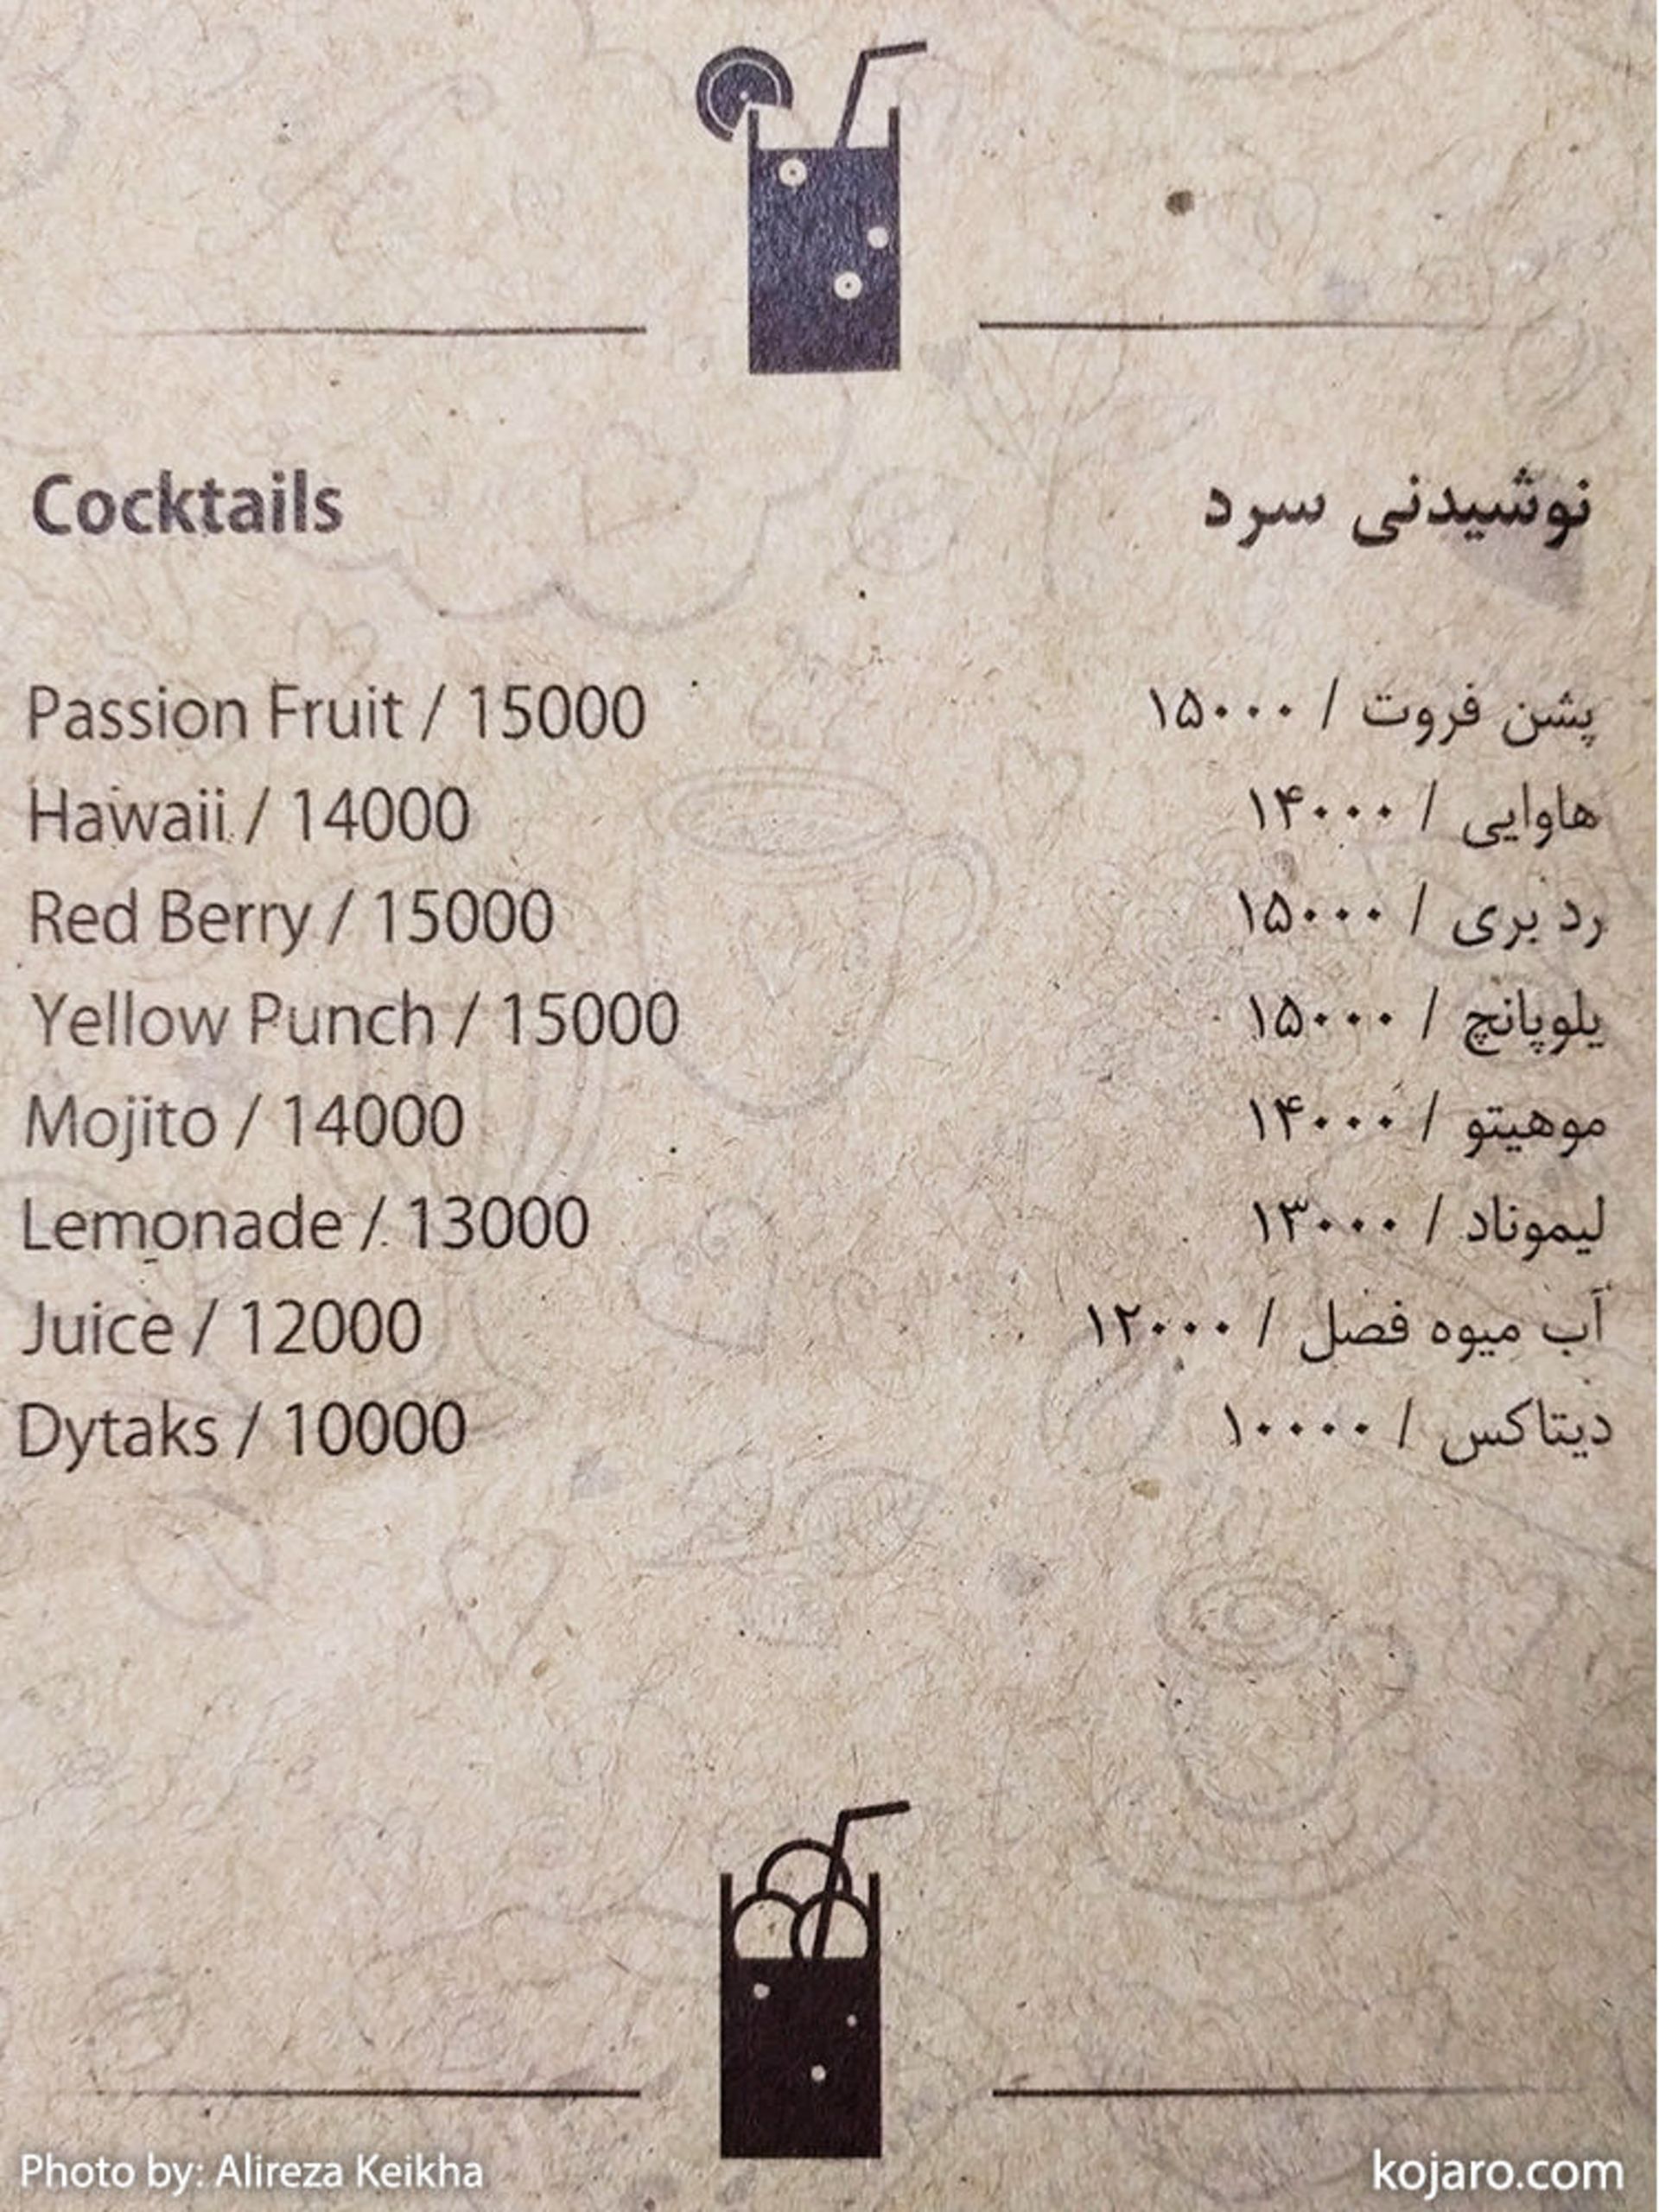 Cocktails
نوشیدنی سرد
Passion Fruit / 15000
پشن فروت / ۱۵۰۰۰
Hawaii / 14000
هاوایی / ۱۴۰۰۰
Red Berry / 15000
رد بری / ۱۵۰۰۰
Yellow Punch / 15000
یلوپانچ / ۱۵۰۰۰
Mojito / 14000
موهیتو / ۱۴۰۰۰
Lemonade / 13000
لیموناد / ۱۳۰۰۰
Juice / 12000
آب میوه فصل / ۱۲۰۰۰
Dytaks / 10000
دیتاکس / ۱۰۰۰۰
Photo by: Alireza Keikha
kojaro.com